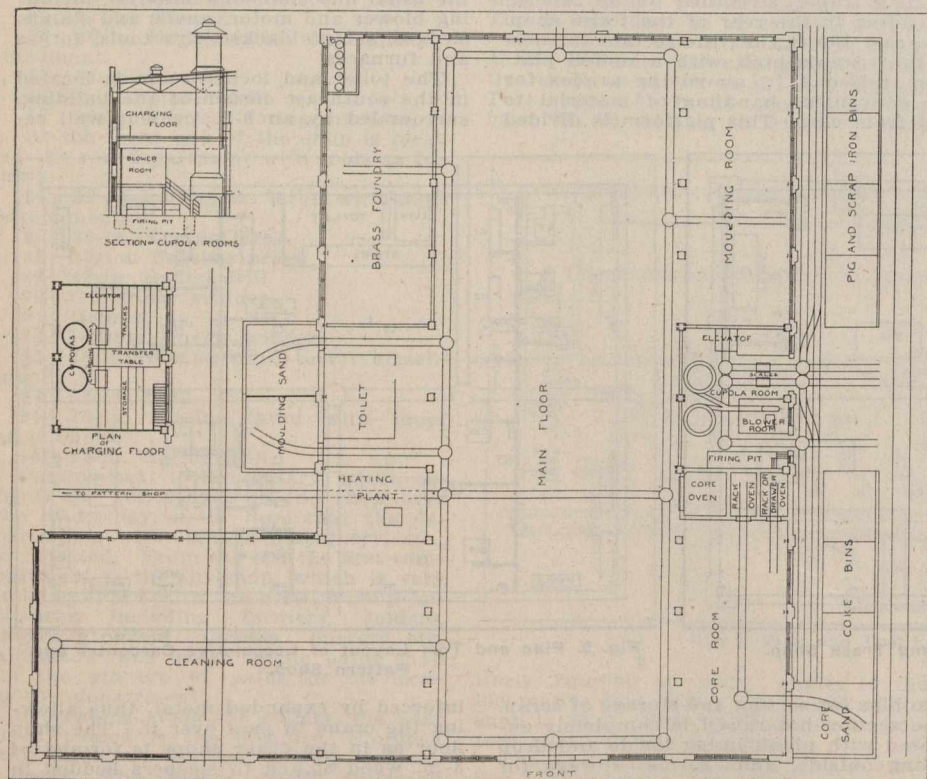 CHARGING
FLOOR
BLOWER
ROOM
FIRING PIT
SECTION OF CUPOLA ROOMS
ELEVATOR
TRACKS
CUPOLAS
TRANSFER
TABLE
STORAGE
PLAN
OF
CHARGING FLOOR
BRASS FOUNDRY
MOULDING ROOM
PIG AND SCRAP IRON BINS
MOULDING SAND
TOILET
MAIN FLOOR
ELEVATOR
SCALES
CUPOLA ROOM
BLOWER
ROOM
FIRING PIT
HEATING
PLANT
← TO PATTERN SHOP
CORE
OVEN
RACK
OVEN
RACK OR
DRAWER
OVEN
CLEANING ROOM
CORE ROOM
COKE BINS
CORE
SAND
FRONT